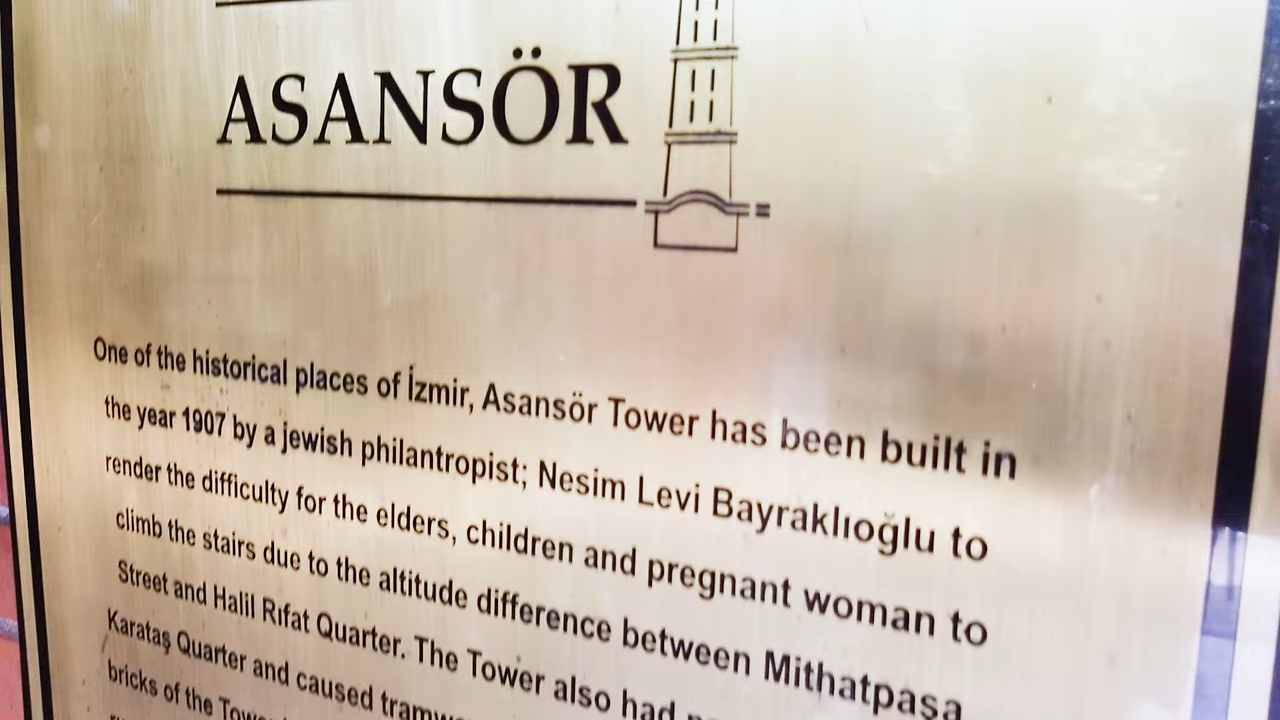 ASANSÖR
One of the historical places of İzmir, Asansör Tower has been built in
the year 1907 by a jewish philantropist; Nesim Levi Bayraklıoğlu to
render the difficulty for the elders, children and pregnant woman to
climb the stairs due to the altitude difference between Mithatpaşa
Street and Halil Rıfat Quarter. The Tower also had
Karataş Quarter and caused
bricks of the